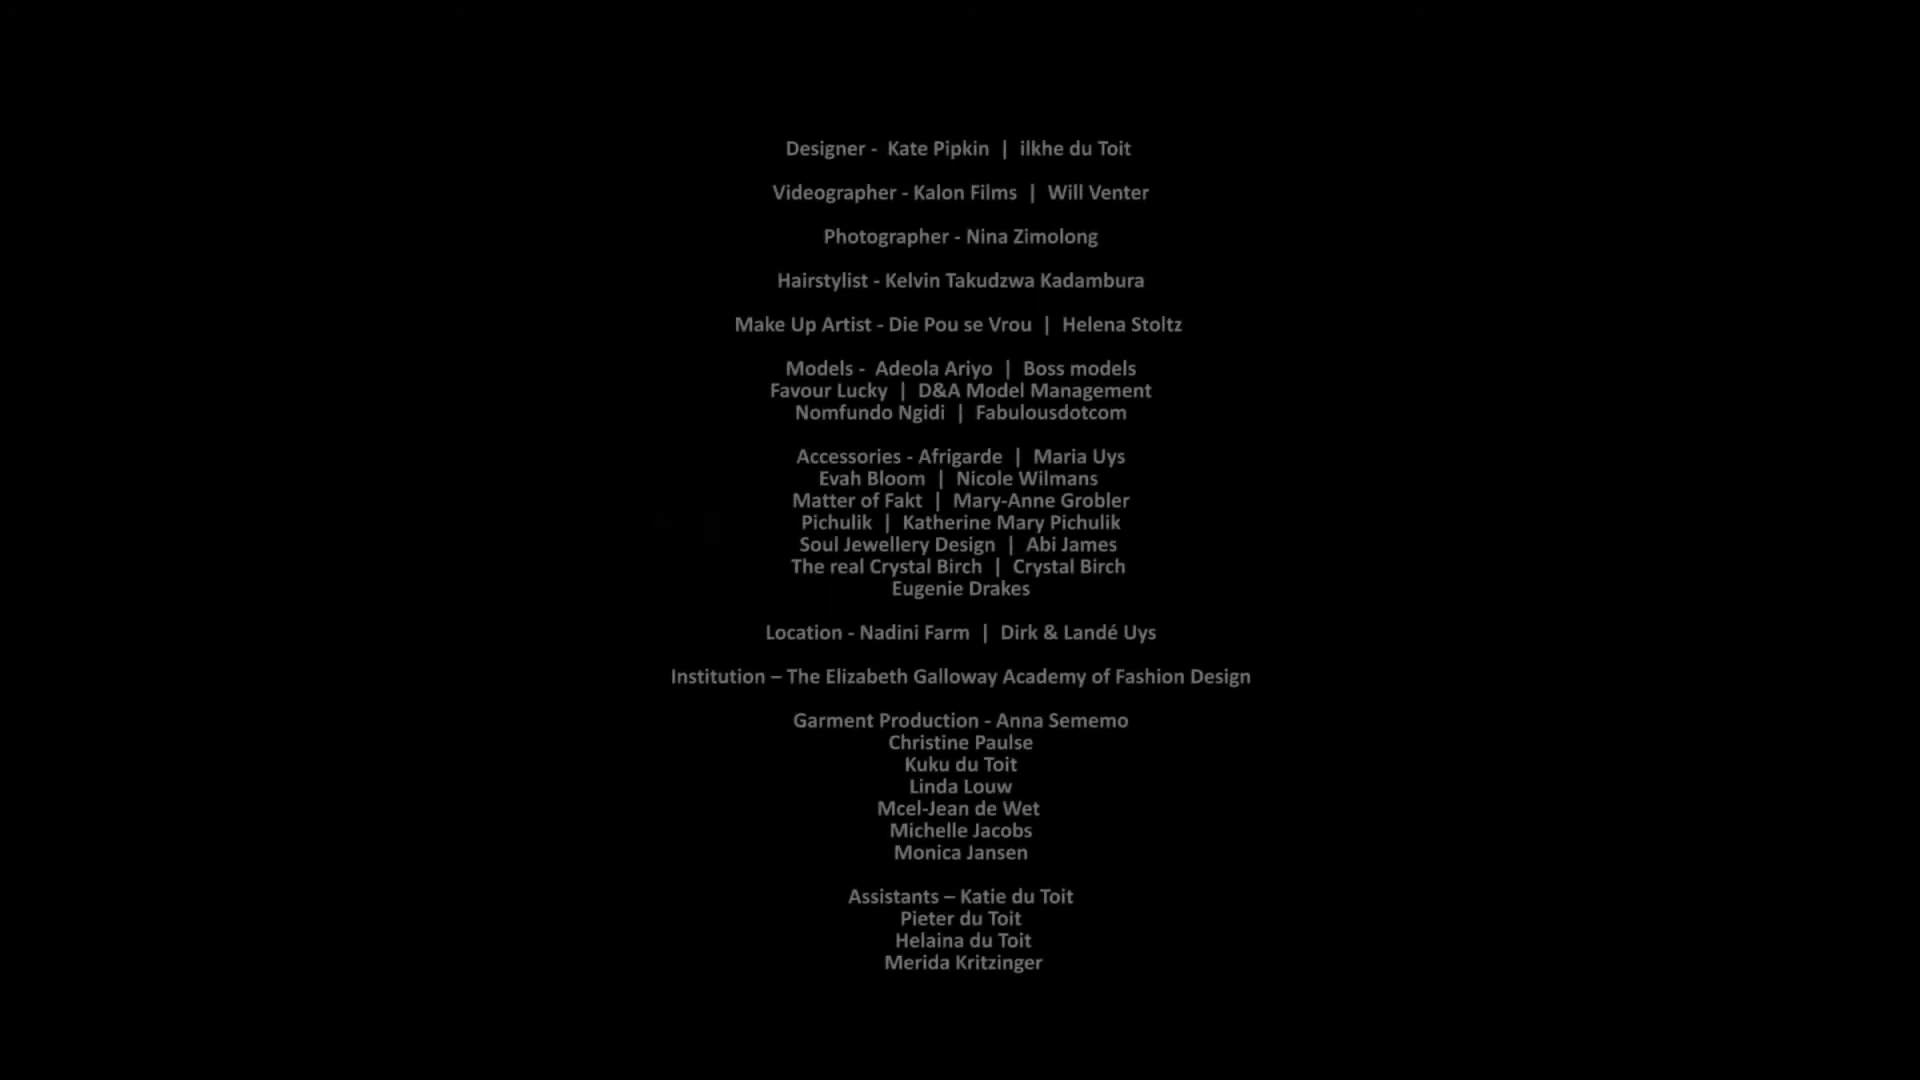 Designer -  Kate Pipkin  |  ilkhe du Toit
Videographer - Kalon Films  |  Will Venter
Photographer - Nina Zimolong
Hairstylist - Kelvin Takudzwa Kadambura
Make Up Artist - Die Pou se Vrou  |  Helena Stoltz
Models -  Adeola Ariyo  |  Boss models
Favour Lucky  |  D&A Model Management
Nomfundo Ngidi  |  Fabulousdotcom
Accessories - Afrigarde  |  Maria Uys
Evah Bloom  |  Nicole Wilmans
Matter of Fakt  |  Mary-Anne Grobler
Pichulik  |  Katherine Mary Pichulik
Soul Jewellery Design  |  Abi James
The real Crystal Birch  |  Crystal Birch
Eugenie Drakes
Location - Nadini Farm  |  Dirk & Landé Uys
Institution – The Elizabeth Galloway Academy of Fashion Design
Garment Production - Anna Sememo
Christine Paulse
Kuku du Toit
Linda Louw
Mcel-Jean de Wet
Michelle Jacobs
Monica Jansen
Assistants – Katie du Toit
Pieter du Toit
Helaina du Toit
Merida Kritzinger